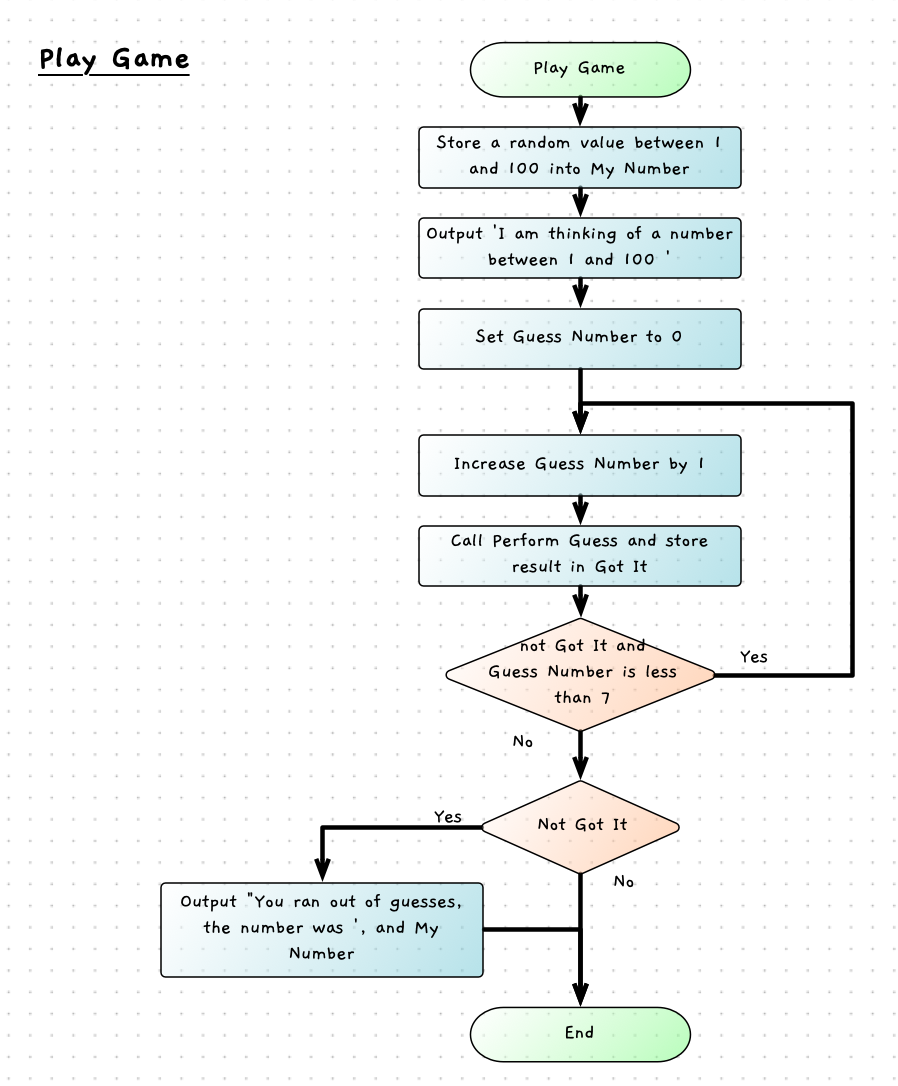 Play Game
Play Game
Store a random value between 1
and 100 into My Number
Output 'I am thinking of a number
between 1 and 100 '
Set Guess Number to 0
Increase Guess Number by 1
Call Perform Guess and store
result in Got It
not Got It and
Guess Number is less
than 7
Yes
No
Not Got It
Yes
No
Output "You ran out of guesses,
the number was ', and My
Number
End